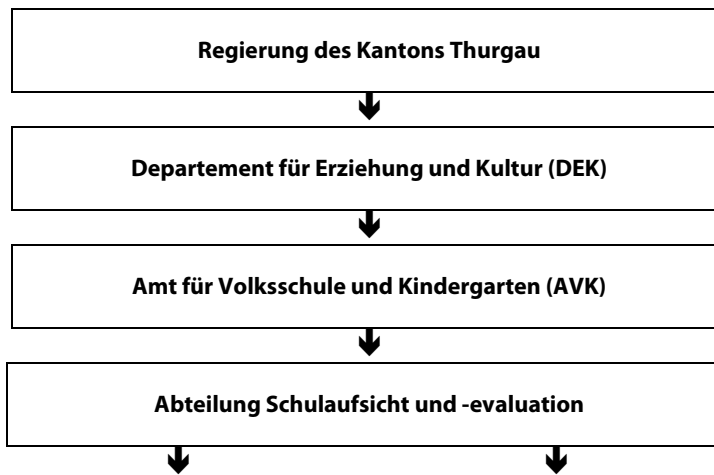 Regierung des Kantons Thurgau
Departement für Erziehung und Kultur (DEK)
Amt für Volksschule und Kindergarten (AVK)
Abteilung Schulaufsicht und -evaluation